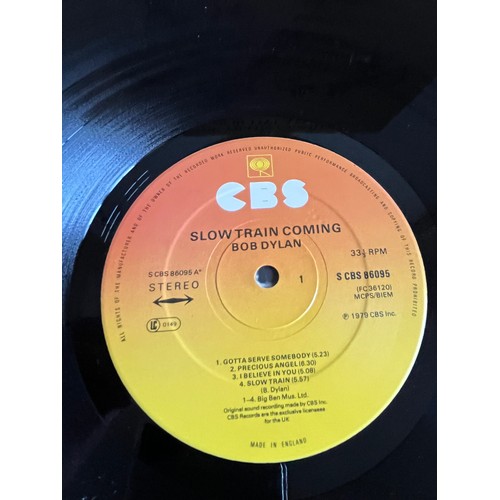 ALL RIGHTS OF THE MANUFACTURER AND OF THE OWNER OF THE RECORDED WORK RESERVED UNAUTHORIZED PUBLIC PERFORMANCE BROADCASTING AND COPYING OF THIS RECORD PROHIBITED
CBS
SLOW TRAIN COMING
BOB DYLAN
33⅓ RPM
S CBS 86095 A*
STEREO
1
S CBS 86095
(FC36120)
MCPS/BIEM
LC 0149
℗ 1979 CBS Inc.
1. GOTTA SERVE SOMEBODY (5.23)
2. PRECIOUS ANGEL (6.30)
3. I BELIEVE IN YOU (5.08)
4. SLOW TRAIN (5.57)
(B. Dylan)
1–4. Big Ben Mus. Ltd.
Original sound recording made by CBS Inc.
CBS Records are the exclusive licensees
for the UK
MADE IN ENGLAND